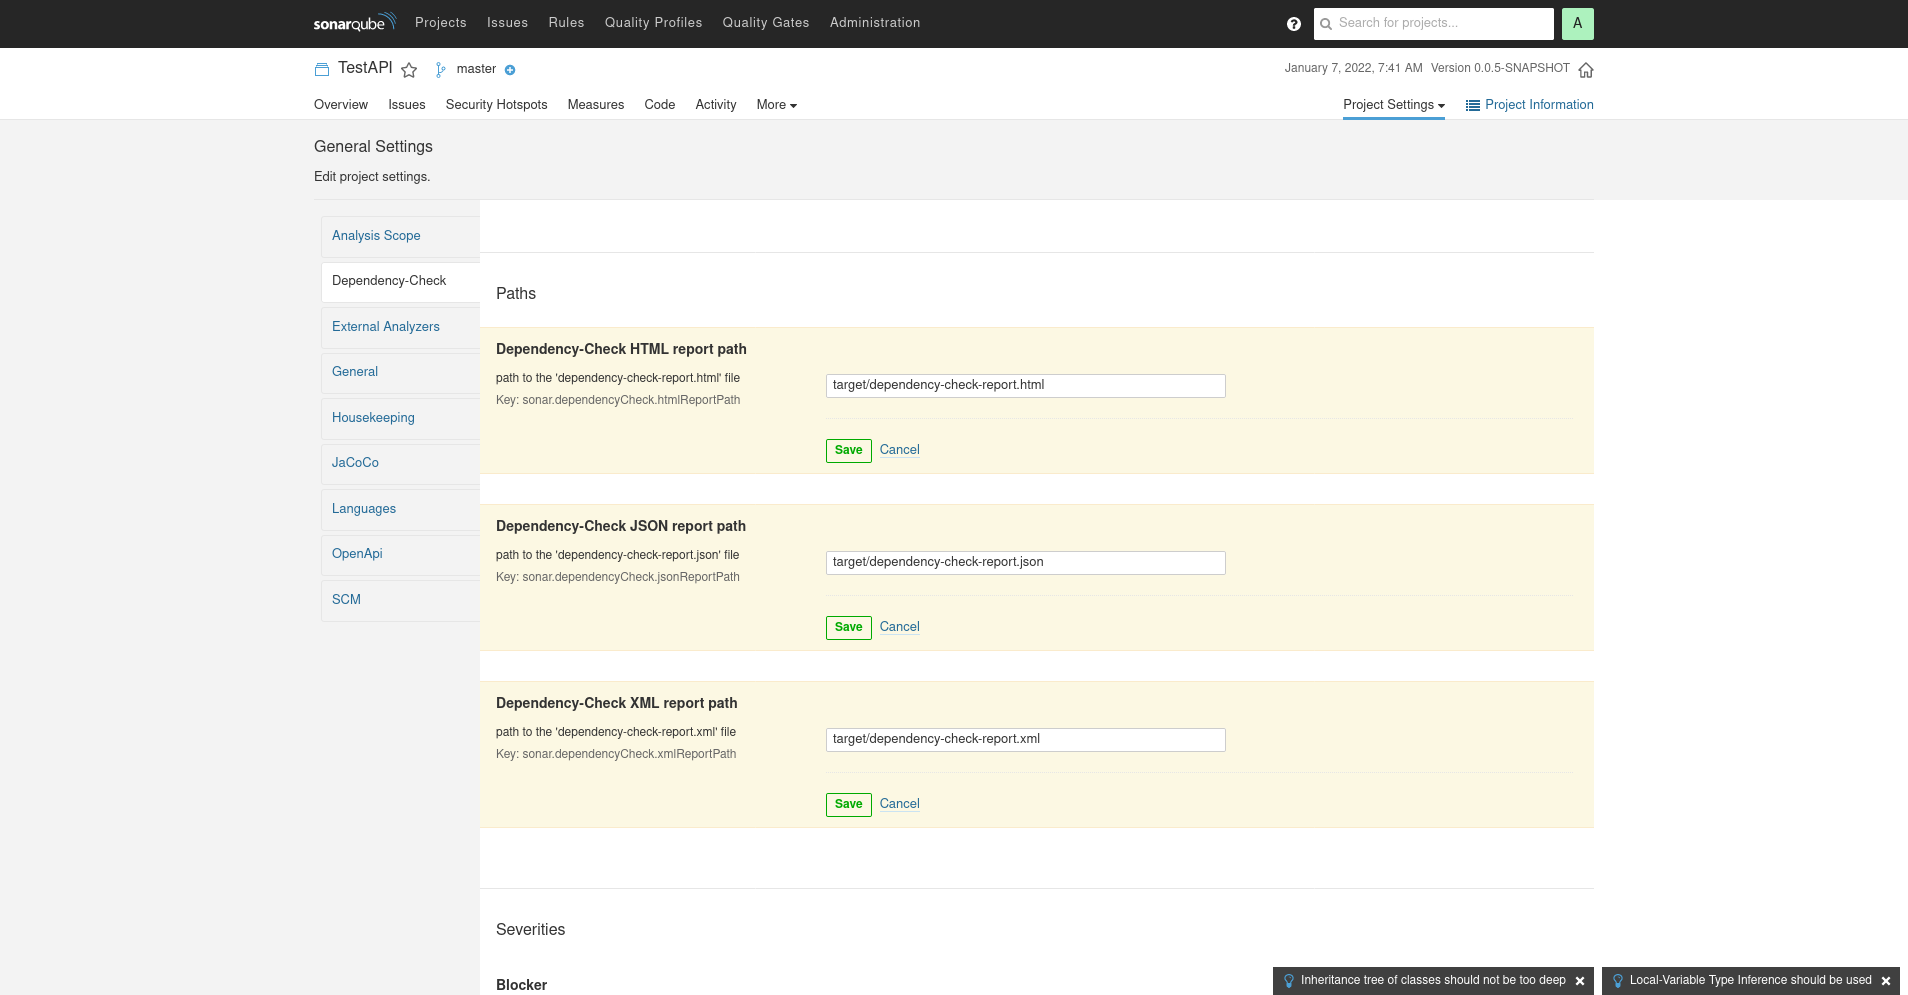 sonarqube Projects Issues Rules Quality Profiles Quality Gates Administration ? Search for projects... A
TestAPI master January 7, 2022, 7:41 AM Version 0.0.5-SNAPSHOT
Overview Issues Security Hotspots Measures Code Activity More Project Settings Project Information
General Settings
Edit project settings.
Analysis Scope
Dependency-Check
External Analyzers
General
Housekeeping
JaCoCo
Languages
OpenApi
SCM
Paths
Dependency-Check HTML report path
path to the 'dependency-check-report.html' file
Key: sonar.dependencyCheck.htmlReportPath
target/dependency-check-report.html
Save Cancel
Dependency-Check JSON report path
path to the 'dependency-check-report.json' file
Key: sonar.dependencyCheck.jsonReportPath
target/dependency-check-report.json
Save Cancel
Dependency-Check XML report path
path to the 'dependency-check-report.xml' file
Key: sonar.dependencyCheck.xmlReportPath
target/dependency-check-report.xml
Save Cancel
Severities
Blocker
Inheritance tree of classes should not be too deep
Local-Variable Type Inference should be used